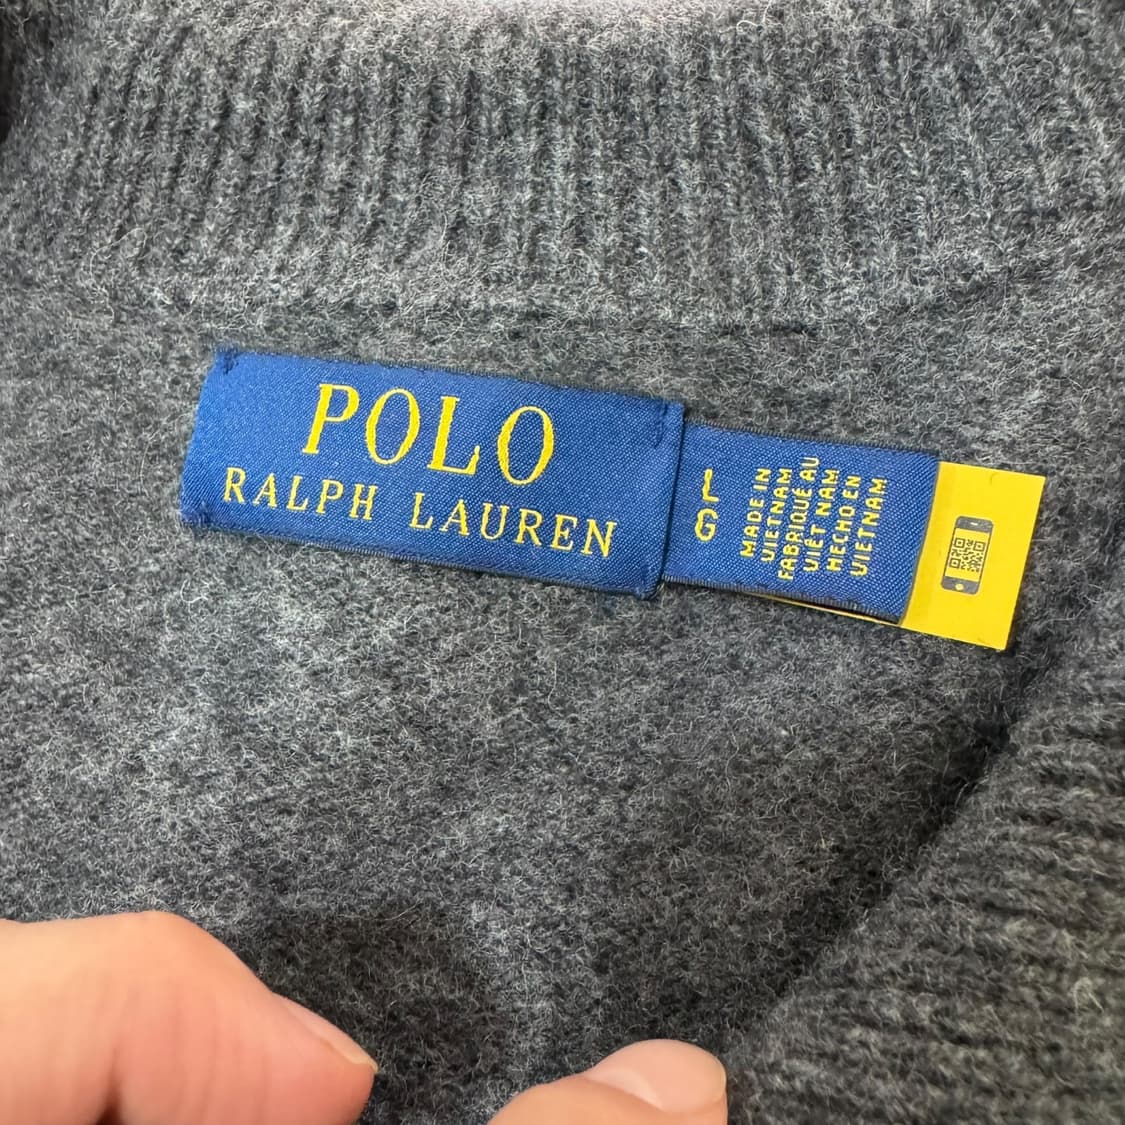 POLO
RALPH LAUREN
L
G
MADE IN
VIETNAM
FABRIQUÉ AU
VIÊT NAM
HECHO EN
VIETNAM